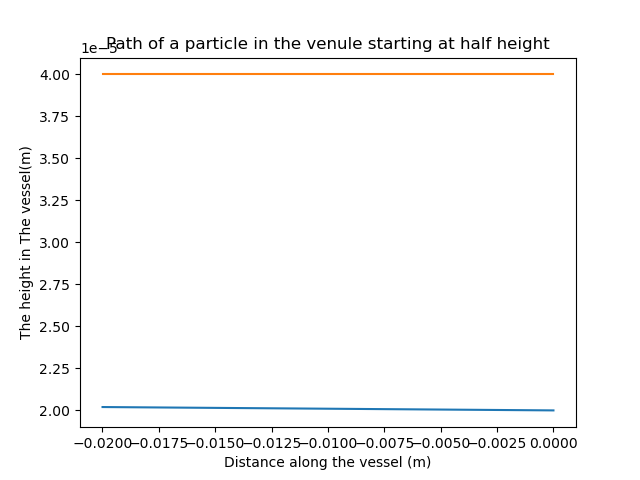 Path of a particle in the venule starting at half height
1e−5
4.00
3.75
3.50
3.25
3.00
2.75
2.50
2.25
2.00
The height in The vessel(m)
−0.0200 −0.0175 −0.0150 −0.0125 −0.0100 −0.0075 −0.0050 −0.0025 0.0000
Distance along the vessel (m)